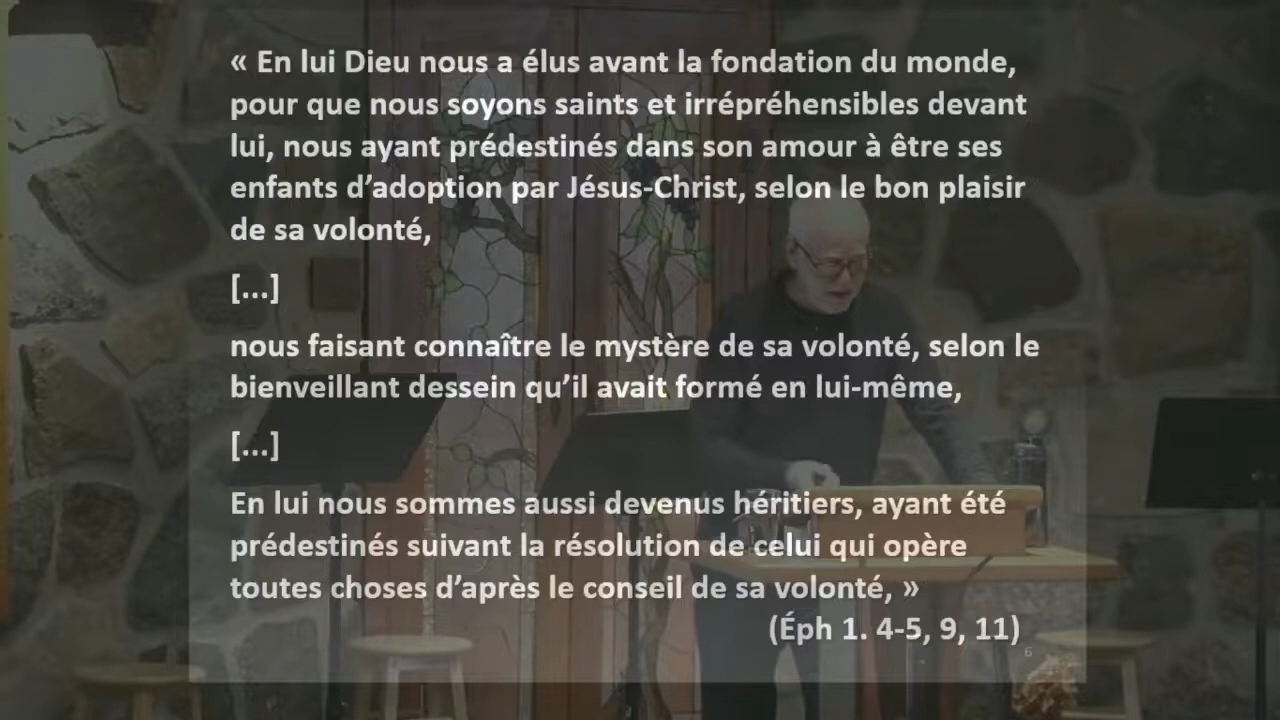 « En lui Dieu nous a élus avant la fondation du monde,
pour que nous soyons saints et irrépréhensibles devant
lui, nous ayant prédestinés dans son amour à être ses
enfants d’adoption par Jésus-Christ, selon le bon plaisir
de sa volonté,
[...]
nous faisant connaître le mystère de sa volonté, selon le
bienveillant dessein qu’il avait formé en lui-même,
[...]
En lui nous sommes aussi devenus héritiers, ayant été
prédestinés suivant la résolution de celui qui opère
toutes choses d’après le conseil de sa volonté, »
(Éph 1. 4-5, 9, 11)
6